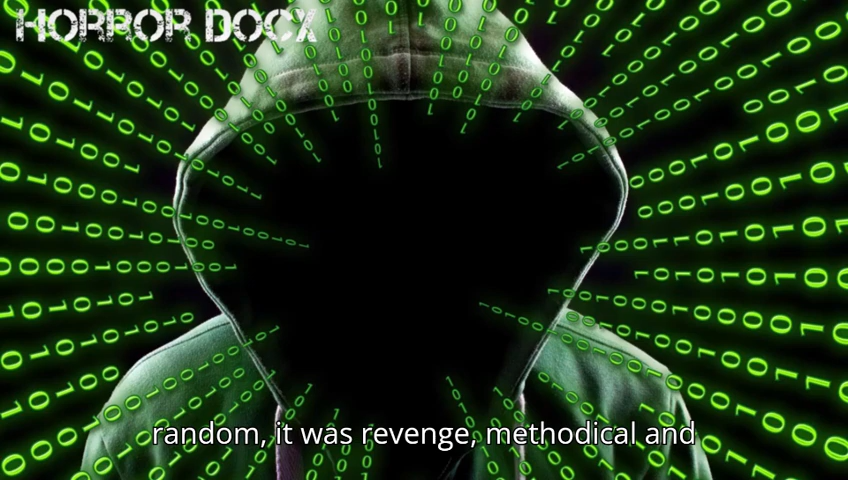 HORROR DOCX
random, it was revenge, methodical and